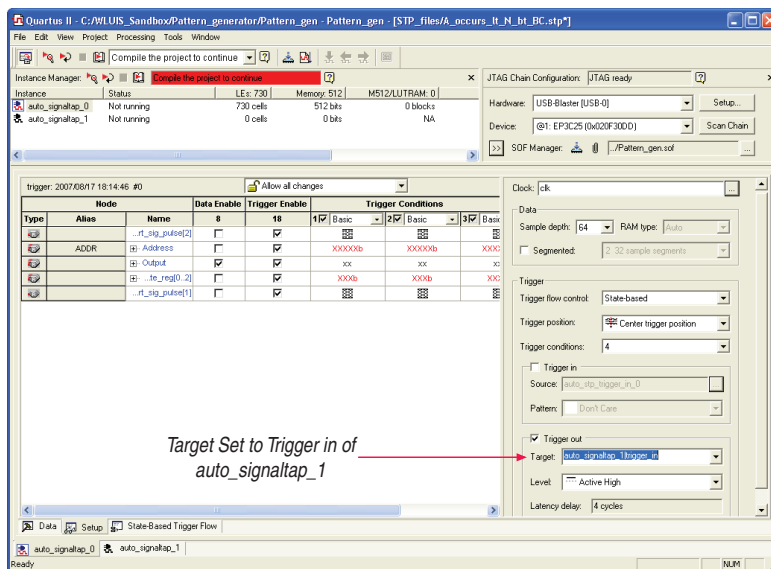 Quartus II - C:/WLUIS_Sandbox/Pattern_generator/Pattern_gen - Pattern_gen - [STP_files/A_occurs_lt_N_bt_BC.stp*]
File Edit View Project Processing Tools Window
Compile the project to continue
Instance Manager: Compile the project to continue
Instance Status LEs: 730 Memory: 512 M512/LUTRAM: 0
auto_signaltap_0 Not running 730 cells 512 bits 0 blocks
auto_signaltap_1 Not running 0 cells 0 bits NA
JTAG Chain Configuration: JTAG ready
Hardware: USB-Blaster [USB-0] Setup...
Device: @1: EP3C25 (0x020F30DD) Scan Chain
>> SOF Manager: ../Pattern_gen.sof ...
trigger: 2007/08/17 18:14:46 #0 Allow all changes
Node Data Enable Trigger Enable Trigger Conditions
Type Alias Name 8 18 1 Basic 2 Basic 3 Basic
...rt_sig_pulse[2]
ADDR Address XXXXXb XXXXXb XXX
Output xx xx x
...te_reg[0..2] XXXb XXXb XX
...rt_sig_pulse[1]
Clock: clk ...
Data
Sample depth: 64 RAM type: Auto
Segmented: 2 32 sample segments
Trigger
Trigger flow control: State-based
Trigger position: Center trigger position
Trigger conditions: 4
Trigger in
Source: auto_stp_trigger_in_0
Pattern: Don't Care
Trigger out
Target: auto_signaltap_1|trigger_in
Level: Active High
Latency delay: 4 cycles
Target Set to Trigger in of
auto_signaltap_1
Data Setup State-Based Trigger Flow
auto_signaltap_0 auto_signaltap_1
Ready NUM